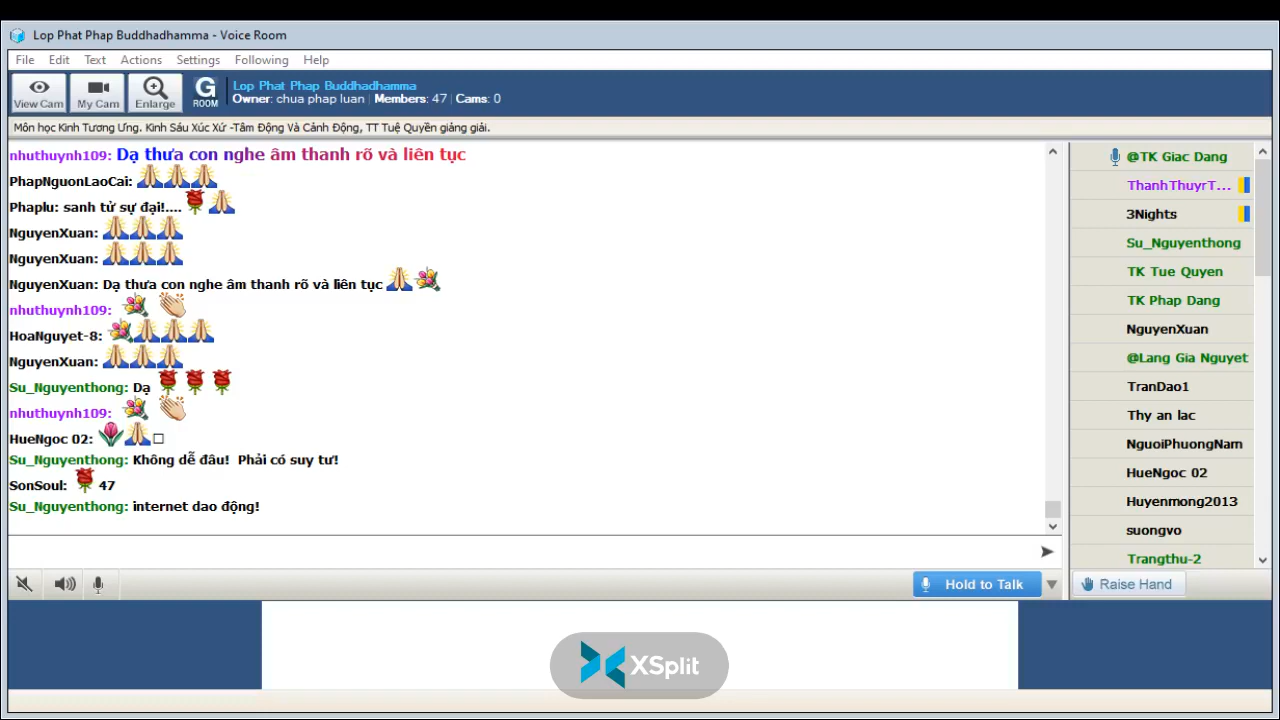 Lop Phat Phap Buddhadhamma - Voice Room
File Edit Text Actions Settings Following Help
View Cam My Cam Enlarge G ROOM
Lop Phat Phap Buddhadhamma
Owner: chua phap luan | Members: 47 | Cams: 0
Môn học Kinh Tương Ưng. Kinh Sáu Xúc Xứ -Tâm Động Và Cảnh Động, TT Tuệ Quyền giảng giải.
nhuthuynh109: Dạ thưa con nghe âm thanh rõ và liên tục
PhapNguonLaoCai:
Phaplu: sanh tử sự đại!....
NguyenXuan:
NguyenXuan:
NguyenXuan: Dạ thưa con nghe âm thanh rõ và liên tục
nhuthuynh109:
HoaNguyet-8:
NguyenXuan:
Su_Nguyenthong: Dạ
nhuthuynh109:
HueNgoc 02:
Su_Nguyenthong: Không dễ đâu! Phải có suy tư!
SonSoul: 47
Su_Nguyenthong: internet dao động!
@TK Giac Dang
ThanhThuyrT...
3Nights
Su_Nguyenthong
TK Tue Quyen
TK Phap Dang
NguyenXuan
@Lang Gia Nguyet
TranDao1
Thy an lac
NguoiPhuongNam
HueNgoc 02
Huyenmong2013
suongvo
Trangthu-2
Hold to Talk
Raise Hand
XSplit